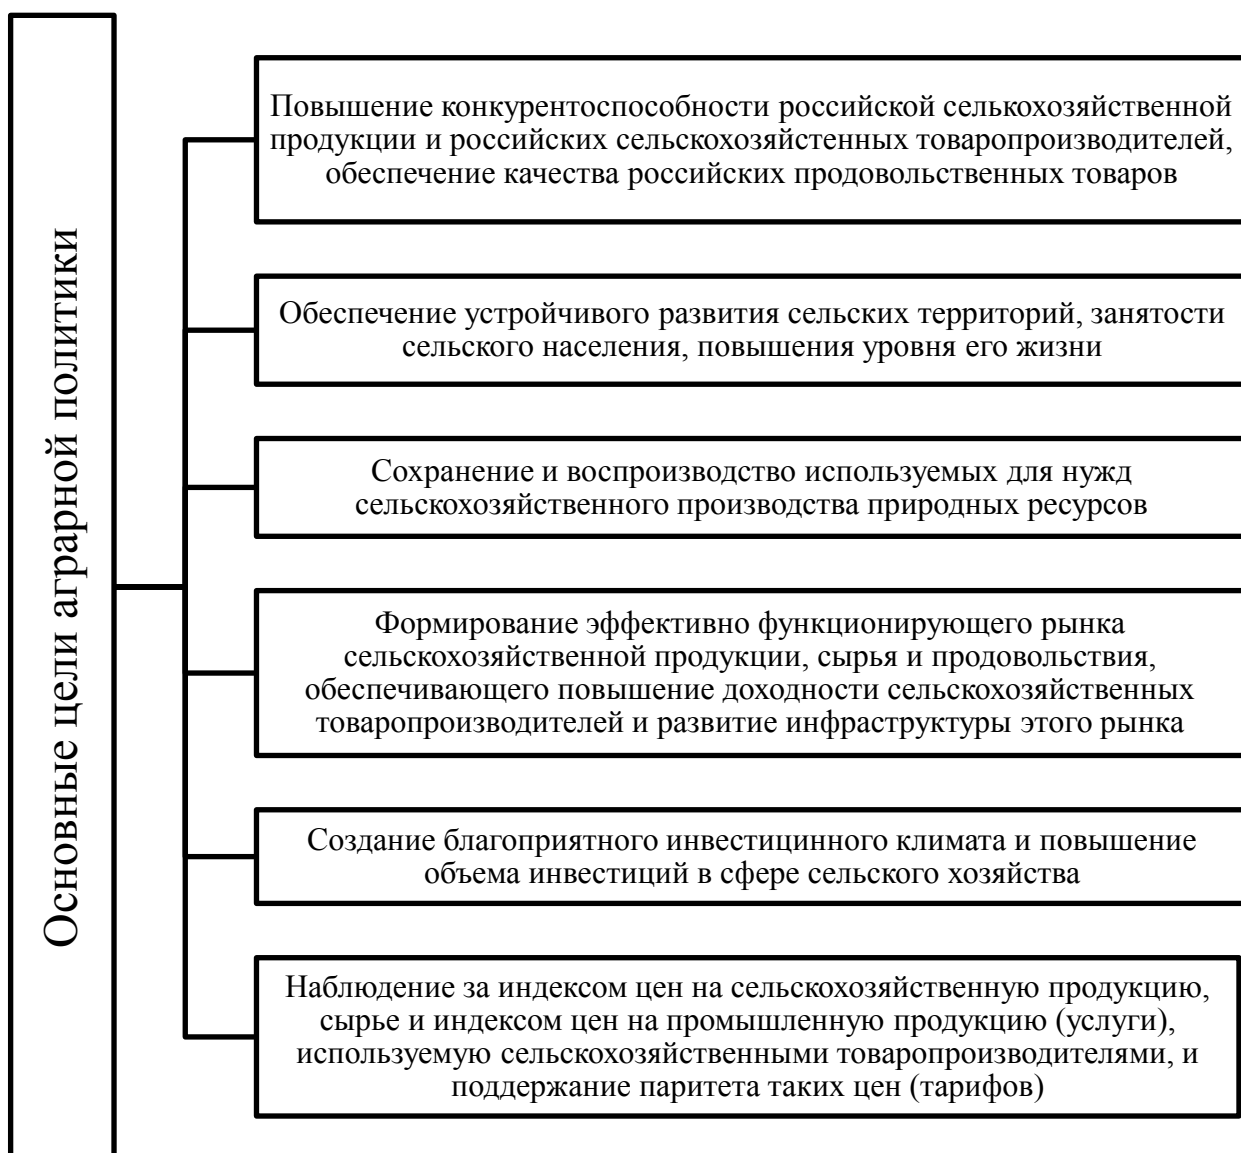 Основные цели аграрной политики
Повышение конкурентоспособности российской селькохозяйственной
продукции и российских сельскохозяйстенных товаропроизводителей,
обеспечение качества российских продовольственных товаров
Обеспечение устройчивого развития сельских территорий, занятости
сельского населения, повышения уровня его жизни
Сохранение и воспроизводство используемых для нужд
сельскохозяйственного производства природных ресурсов
Формирование эффективно функционирующего рынка
сельскохозяйственной продукции, сырья и продовольствия,
обеспечивающего повышение доходности сельскохозяйственных
товаропроизводителей и развитие инфраструктуры этого рынка
Создание благоприятного инвестицинного климата и повышение
объема инвестиций в сфере сельского хозяйства
Наблюдение за индексом цен на сельскохозяйственную продукцию,
сырье и индексом цен на промышленную продукцию (услуги),
используемую сельскохозяйственными товаропроизводителями, и
поддержание паритета таких цен (тарифов)